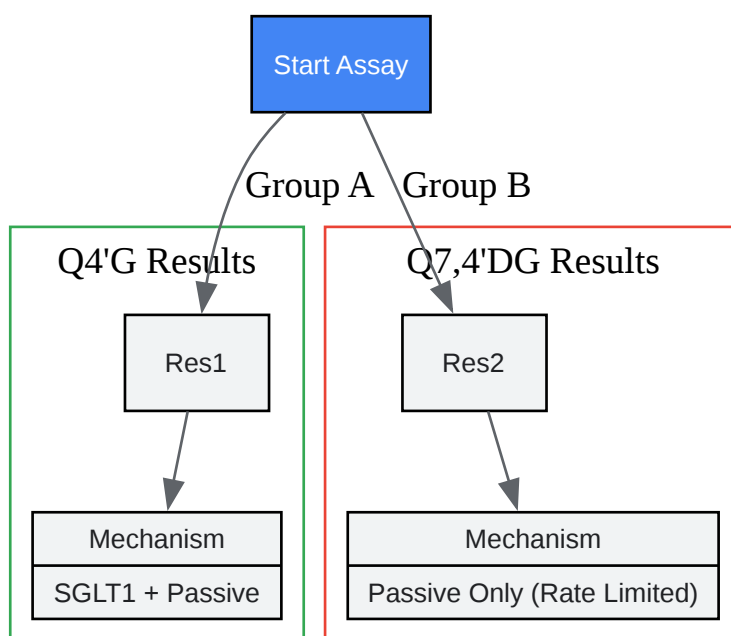 Start Assay
Group A
Group B
Q4'G Results
Q7,4'DG Results
Res1
Res2
Mechanism
SGLT1 + Passive
Mechanism
Passive Only (Rate Limited)